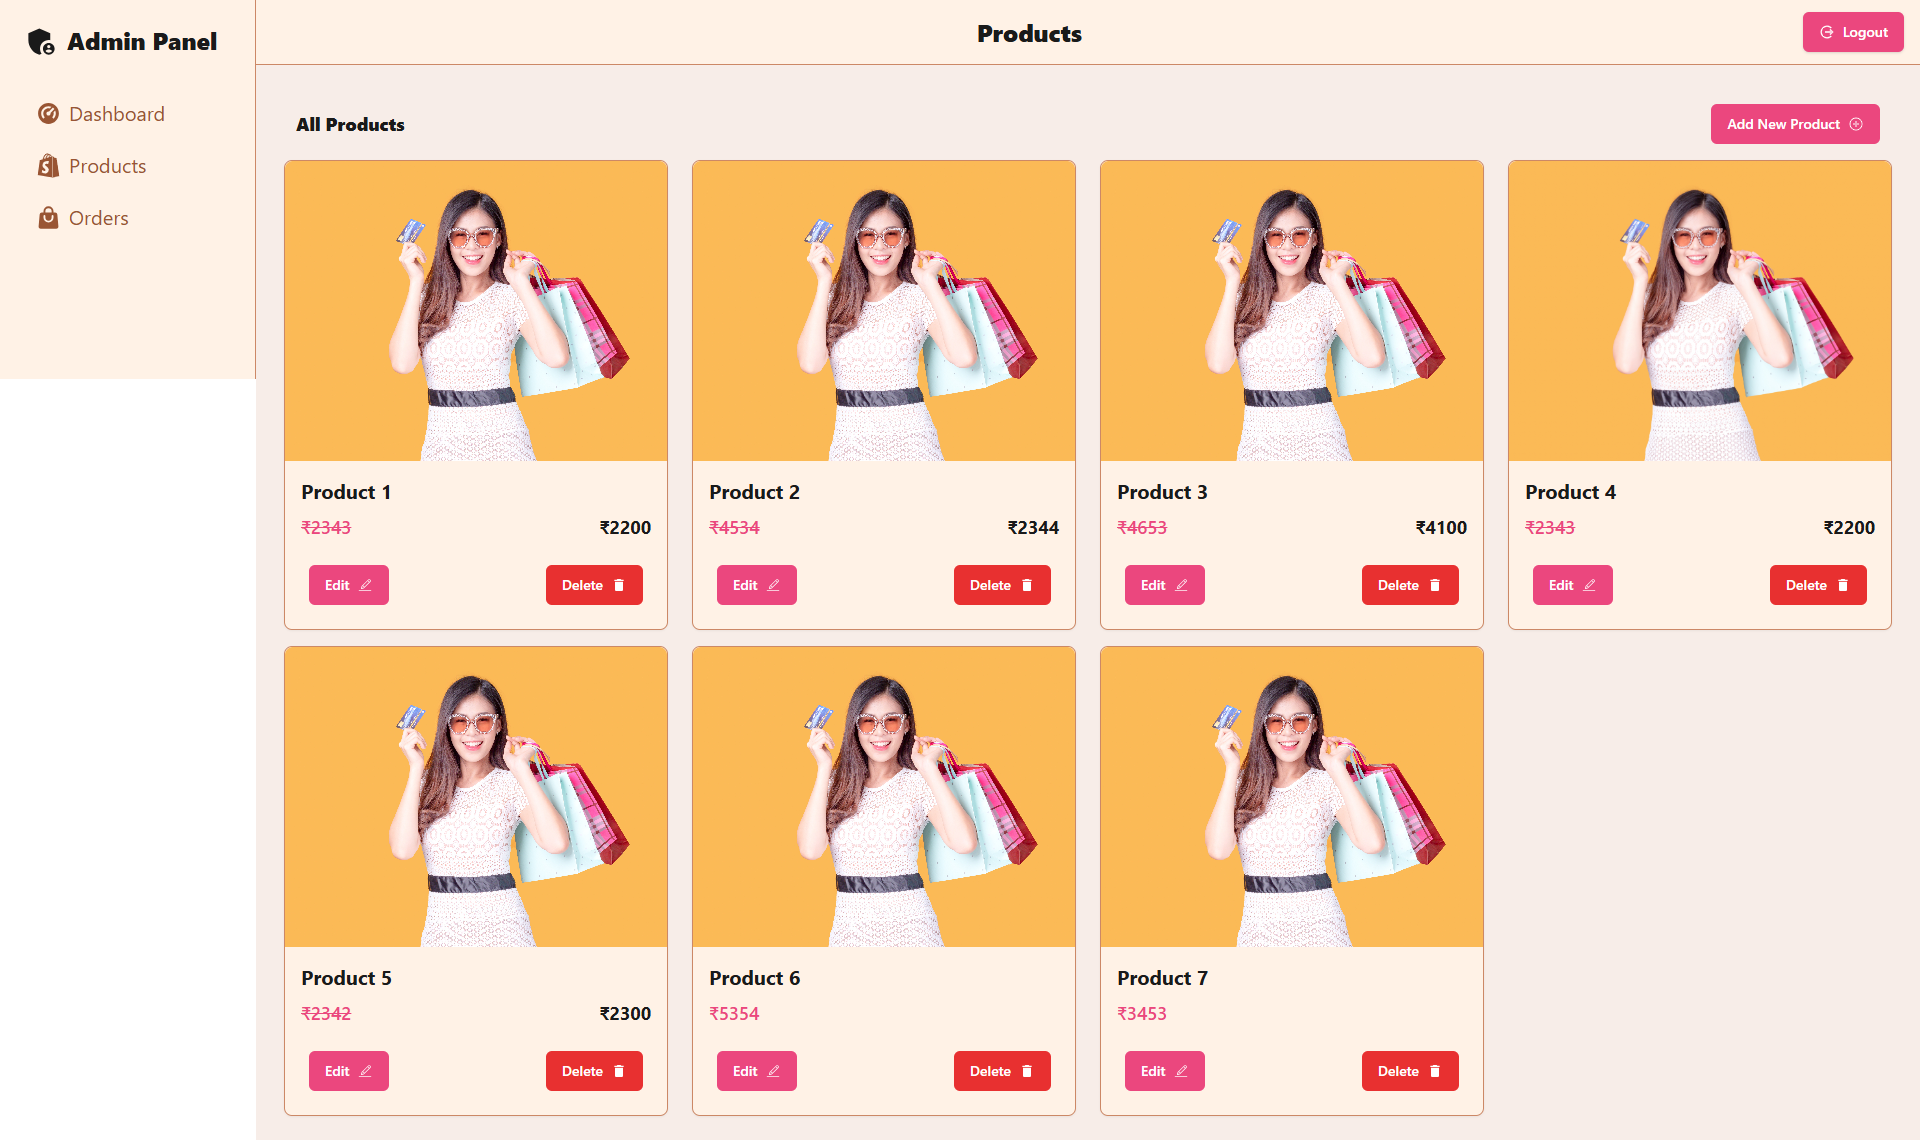 Admin Panel
Products
Logout
Dashboard
Products
Orders
All Products
Add New Product
Product 1
₹2343 ₹2200
Edit Delete
Product 2
₹4534 ₹2344
Edit Delete
Product 3
₹4653 ₹4100
Edit Delete
Product 4
₹2343 ₹2200
Edit Delete
Product 5
₹2342 ₹2300
Edit Delete
Product 6
₹5354
Edit Delete
Product 7
₹3453
Edit Delete